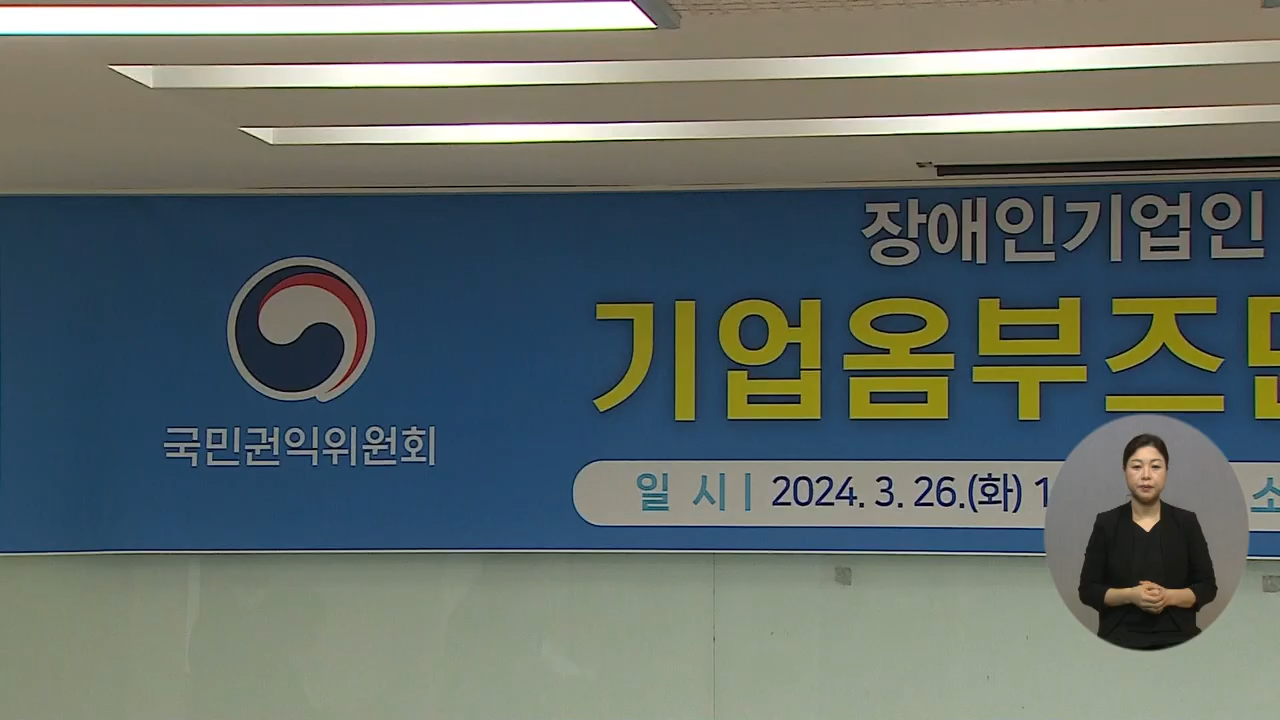 장애인기업인
기업옴부즈
국민권익위원회
일 시 | 2024. 3. 26.(화) 1